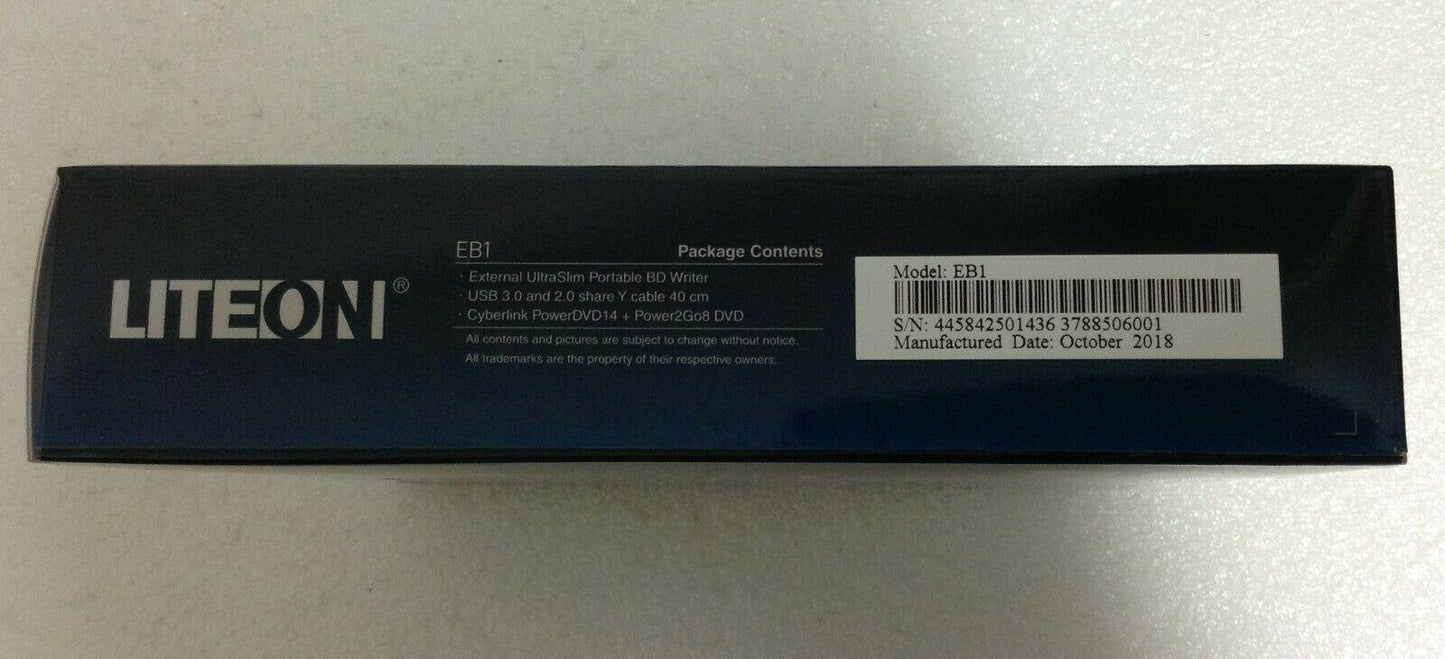 LITEON®
EB1 Package Contents
· External UltraSlim Portable BD Writer
· USB 3.0 and 2.0 share Y cable 40 cm
· Cyberlink PowerDVD14 + Power2Go8 DVD
All contents and pictures are subject to change without notice.
All trademarks are the property of their respective owners.
Model: EB1
S/N: 445842501436 3788506001
Manufactured Date: October 2018